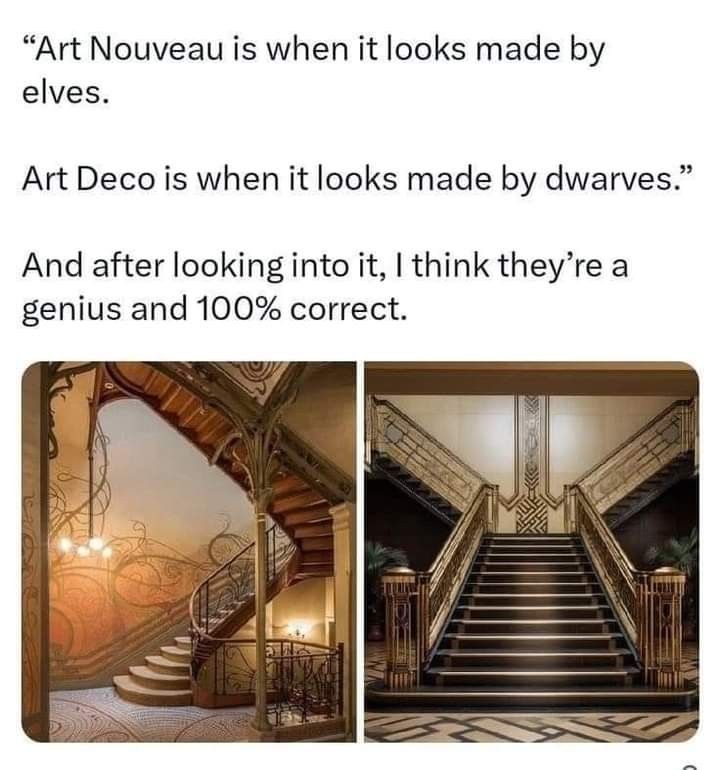 “Art Nouveau is when it looks made by
elves.
Art Deco is when it looks made by dwarves.”
And after looking into it, I think they’re a
genius and 100% correct.